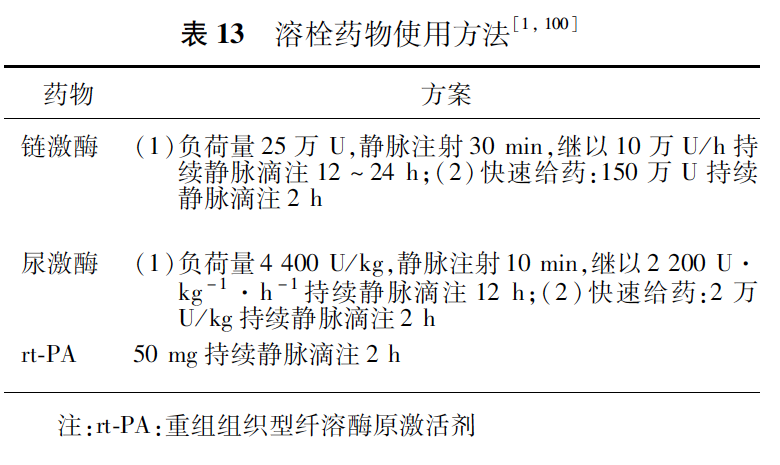 表 13 溶栓药物使用方法[1,100]
药物 方案
链激酶 (1)负荷量 25 万 U,静脉注射 30 min,继以 10 万 U/h 持
续静脉滴注 12 ~ 24 h;(2)快速给药:150 万 U 持续
静脉滴注 2 h
尿激酶 (1)负荷量 4 400 U/kg,静脉注射 10 min,继以 2 200 U·
kg⁻¹·h⁻¹持续静脉滴注 12 h;(2)快速给药:2 万
U/kg 持续静脉滴注 2 h
rt-PA 50 mg 持续静脉滴注 2 h
注:rt-PA:重组组织型纤溶酶原激活剂